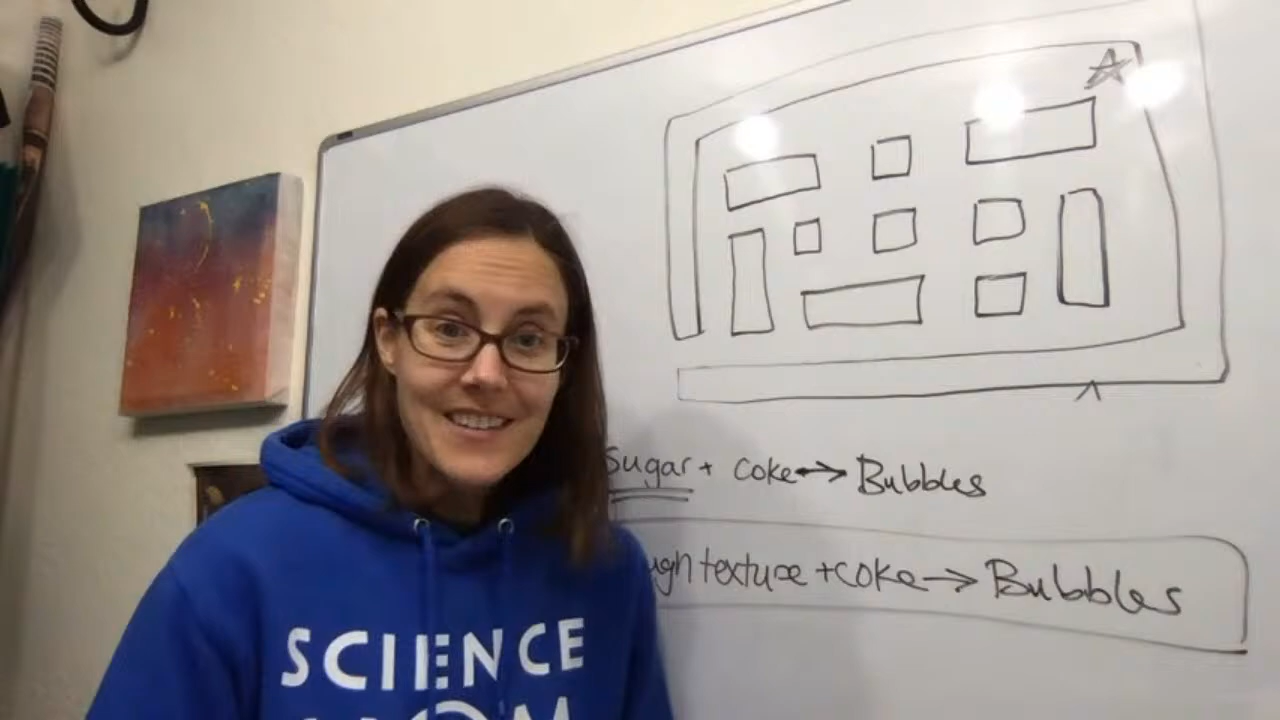 Sugar + coke → Bubbles
texture + coke → Bubbles
SCIENCE